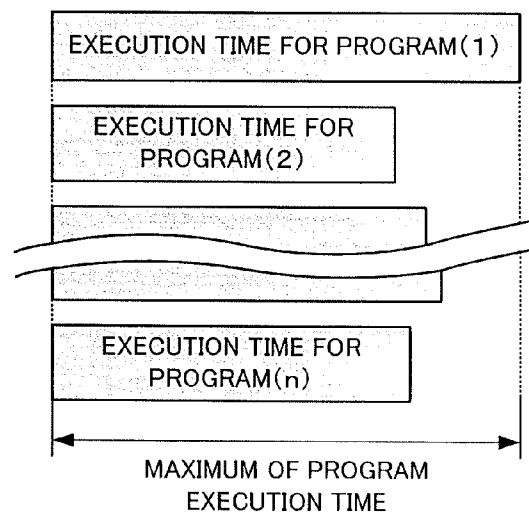 EXECUTION TIME FOR PROGRAM(1)
EXECUTION TIME FOR
PROGRAM(2)
EXECUTION TIME FOR
PROGRAM(n)
MAXIMUM OF PROGRAM
EXECUTION TIME